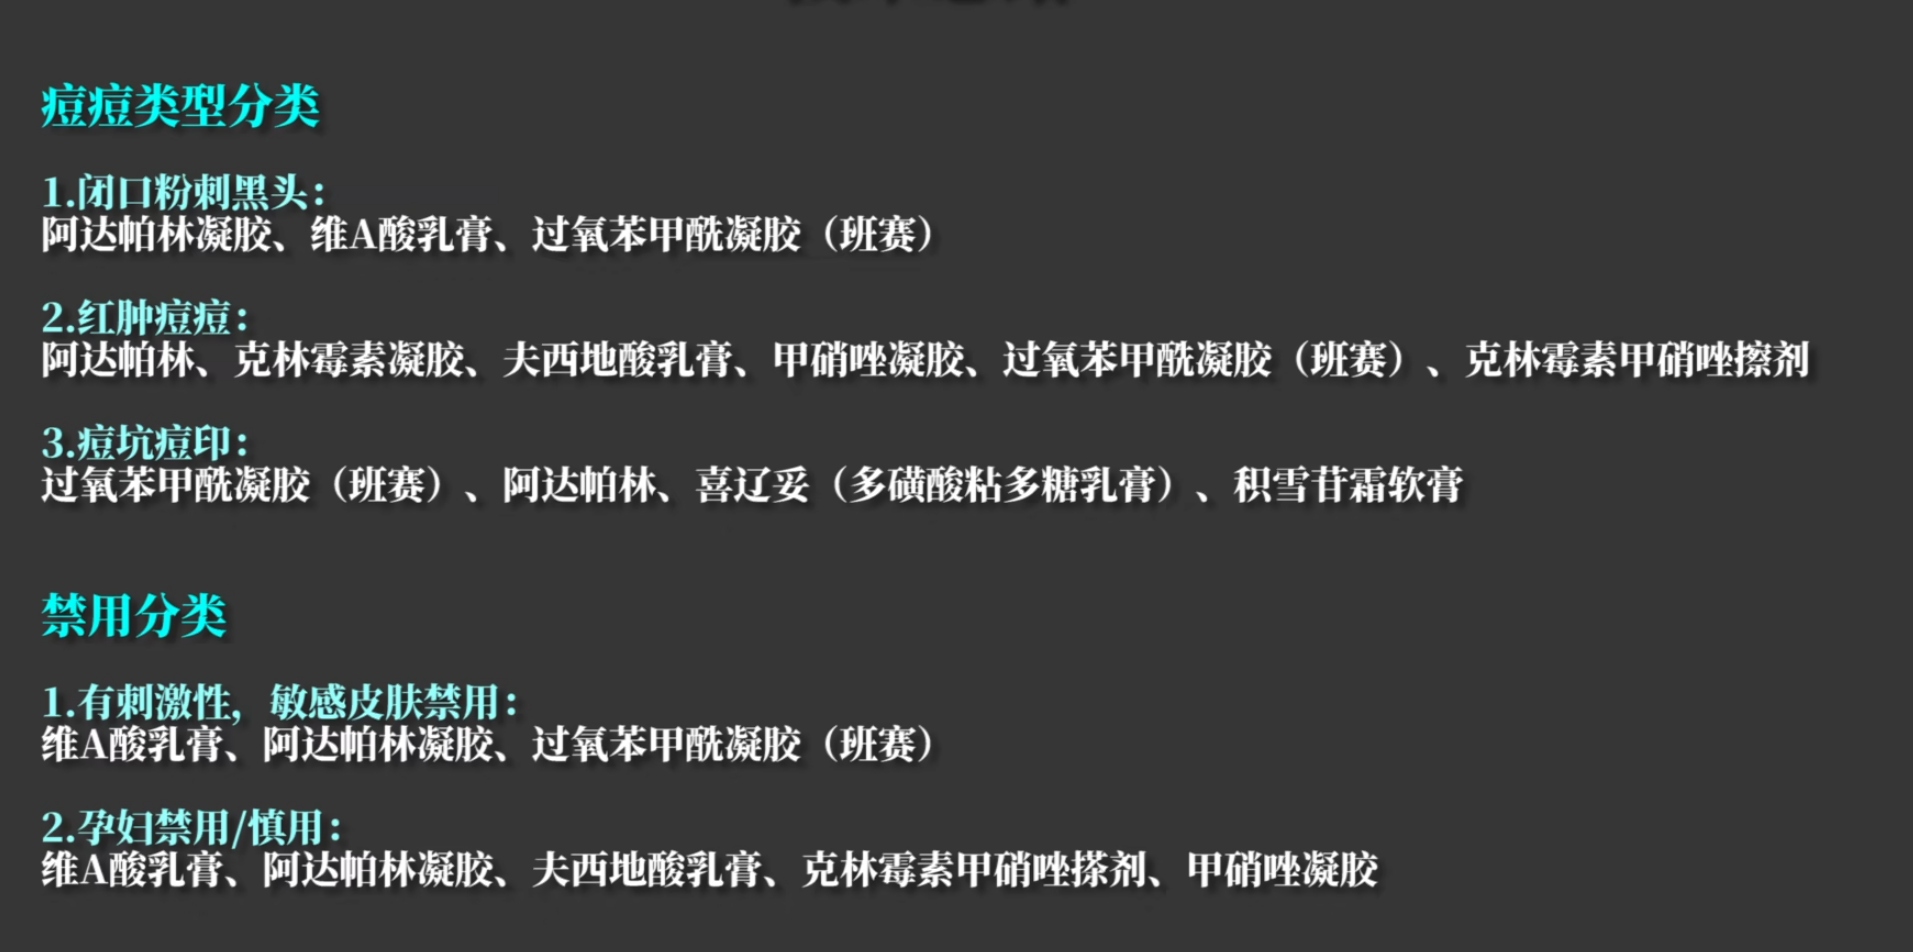 痘痘类型分类
1.闭口粉刺黑头：
阿达帕林凝胶、维A酸乳膏、过氧苯甲酰凝胶（班赛）
2.红肿痘痘：
阿达帕林、克林霉素凝胶、夫西地酸乳膏、甲硝唑凝胶、过氧苯甲酰凝胶（班赛）、克林霉素甲硝唑擦剂
3.痘坑痘印：
过氧苯甲酰凝胶（班赛）、阿达帕林、喜辽妥（多磺酸粘多糖乳膏）、积雪苷霜软膏
禁用分类
1.有刺激性，敏感皮肤禁用：
维A酸乳膏、阿达帕林凝胶、过氧苯甲酰凝胶（班赛）
2.孕妇禁用/慎用：
维A酸乳膏、阿达帕林凝胶、夫西地酸乳膏、克林霉素甲硝唑搽剂、甲硝唑凝胶